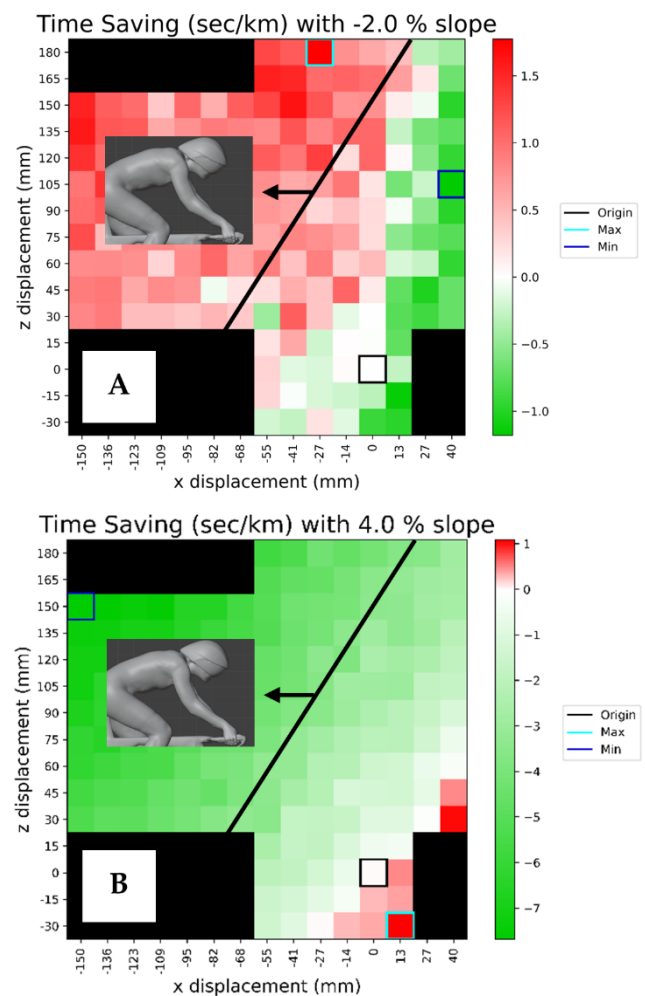 Time Saving (sec/km) with -2.0 % slope
z displacement (mm)
180
165
150
135
120
105
90
75
60
45
30
15
0
-15
-30
A
-150 -136 -123 -109 -95 -82 -68 -55 -41 -27 -14 0 13 27 40
x displacement (mm)
1.5
1.0
0.5
0.0
−0.5
−1.0
Origin
Max
Min
Time Saving (sec/km) with 4.0 % slope
z displacement (mm)
180
165
150
135
120
105
90
75
60
45
30
15
0
-15
-30
B
-150 -136 -123 -109 -95 -82 -68 -55 -41 -27 -14 0 13 27 40
x displacement (mm)
1
0
−1
−2
−3
−4
−5
−6
−7
Origin
Max
Min